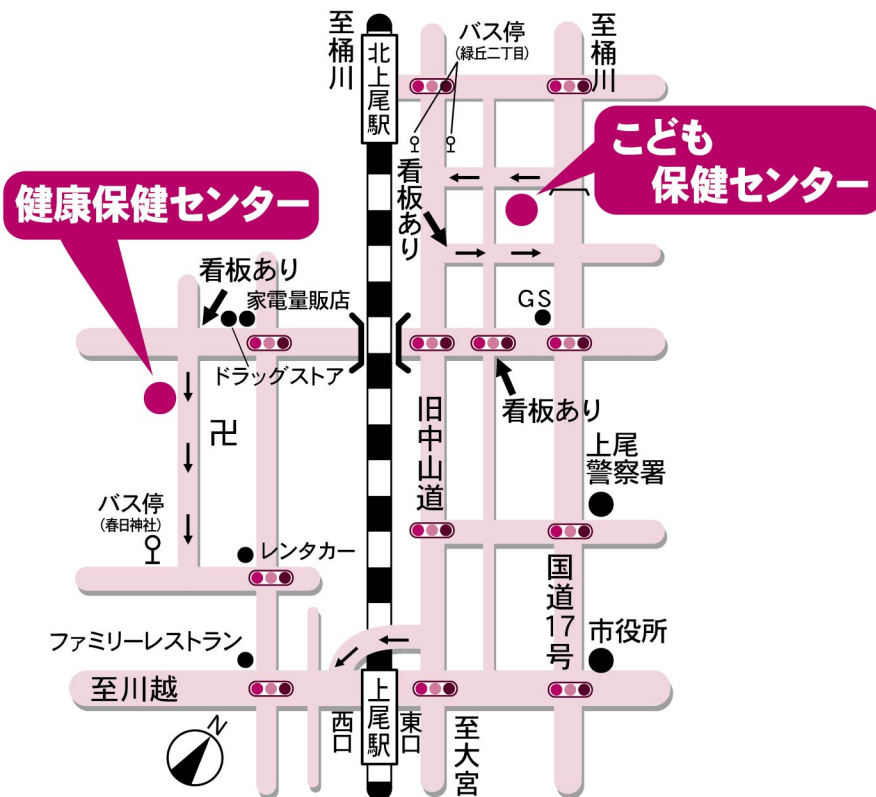 至桶川
北上尾駅
バス停
(緑丘二丁目)
至桶川
こども
保健センター
看板あり
健康保健センター
看板あり
家電量販店
GS
ドラッグストア
看板あり
旧中山道
卍
上尾
警察署
バス停
(春日神社)
レンタカー
国道17号
ファミリーレストラン
市役所
至川越
西口
上尾駅
東口
至大宮
N